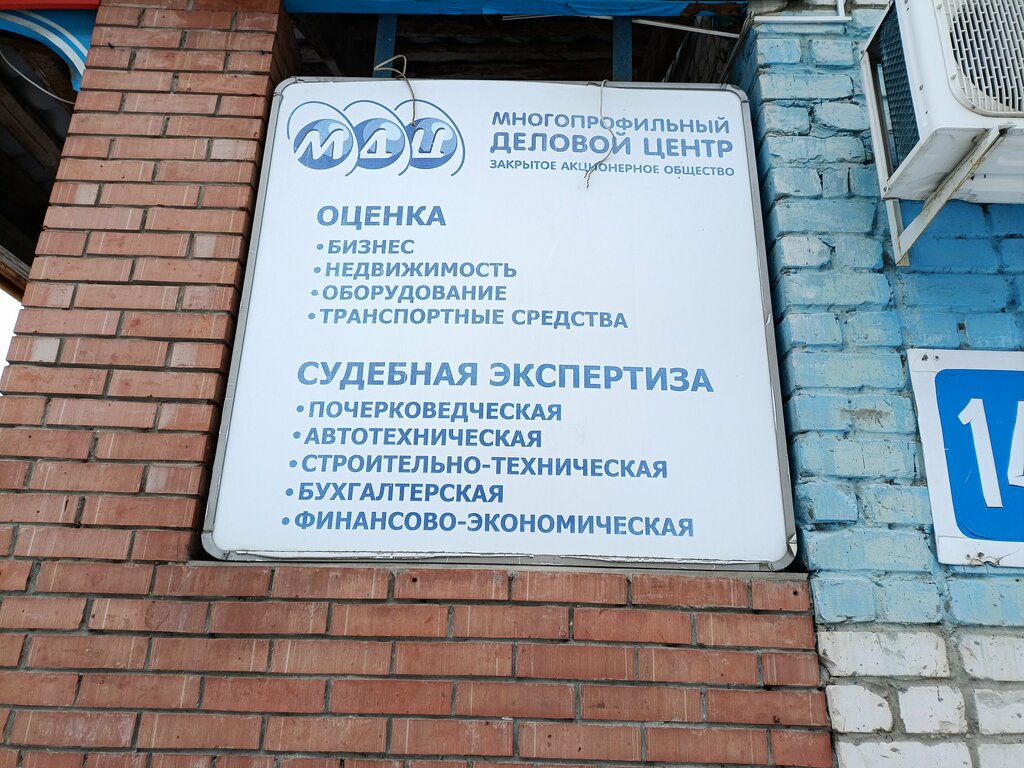 МДЦ
МНОГОПРОФИЛЬНЫЙ
ДЕЛОВОЙ ЦЕНТР
ЗАКРЫТОЕ АКЦИОНЕРНОЕ ОБЩЕСТВО
ОЦЕНКА
•БИЗНЕС
•НЕДВИЖИМОСТЬ
•ОБОРУДОВАНИЕ
•ТРАНСПОРТНЫЕ СРЕДСТВА
СУДЕБНАЯ ЭКСПЕРТИЗА
•ПОЧЕРКОВЕДЧЕСКАЯ
•АВТОТЕХНИЧЕСКАЯ
•СТРОИТЕЛЬНО-ТЕХНИЧЕСКАЯ
•БУХГАЛТЕРСКАЯ
•ФИНАНСОВО-ЭКОНОМИЧЕСКАЯ